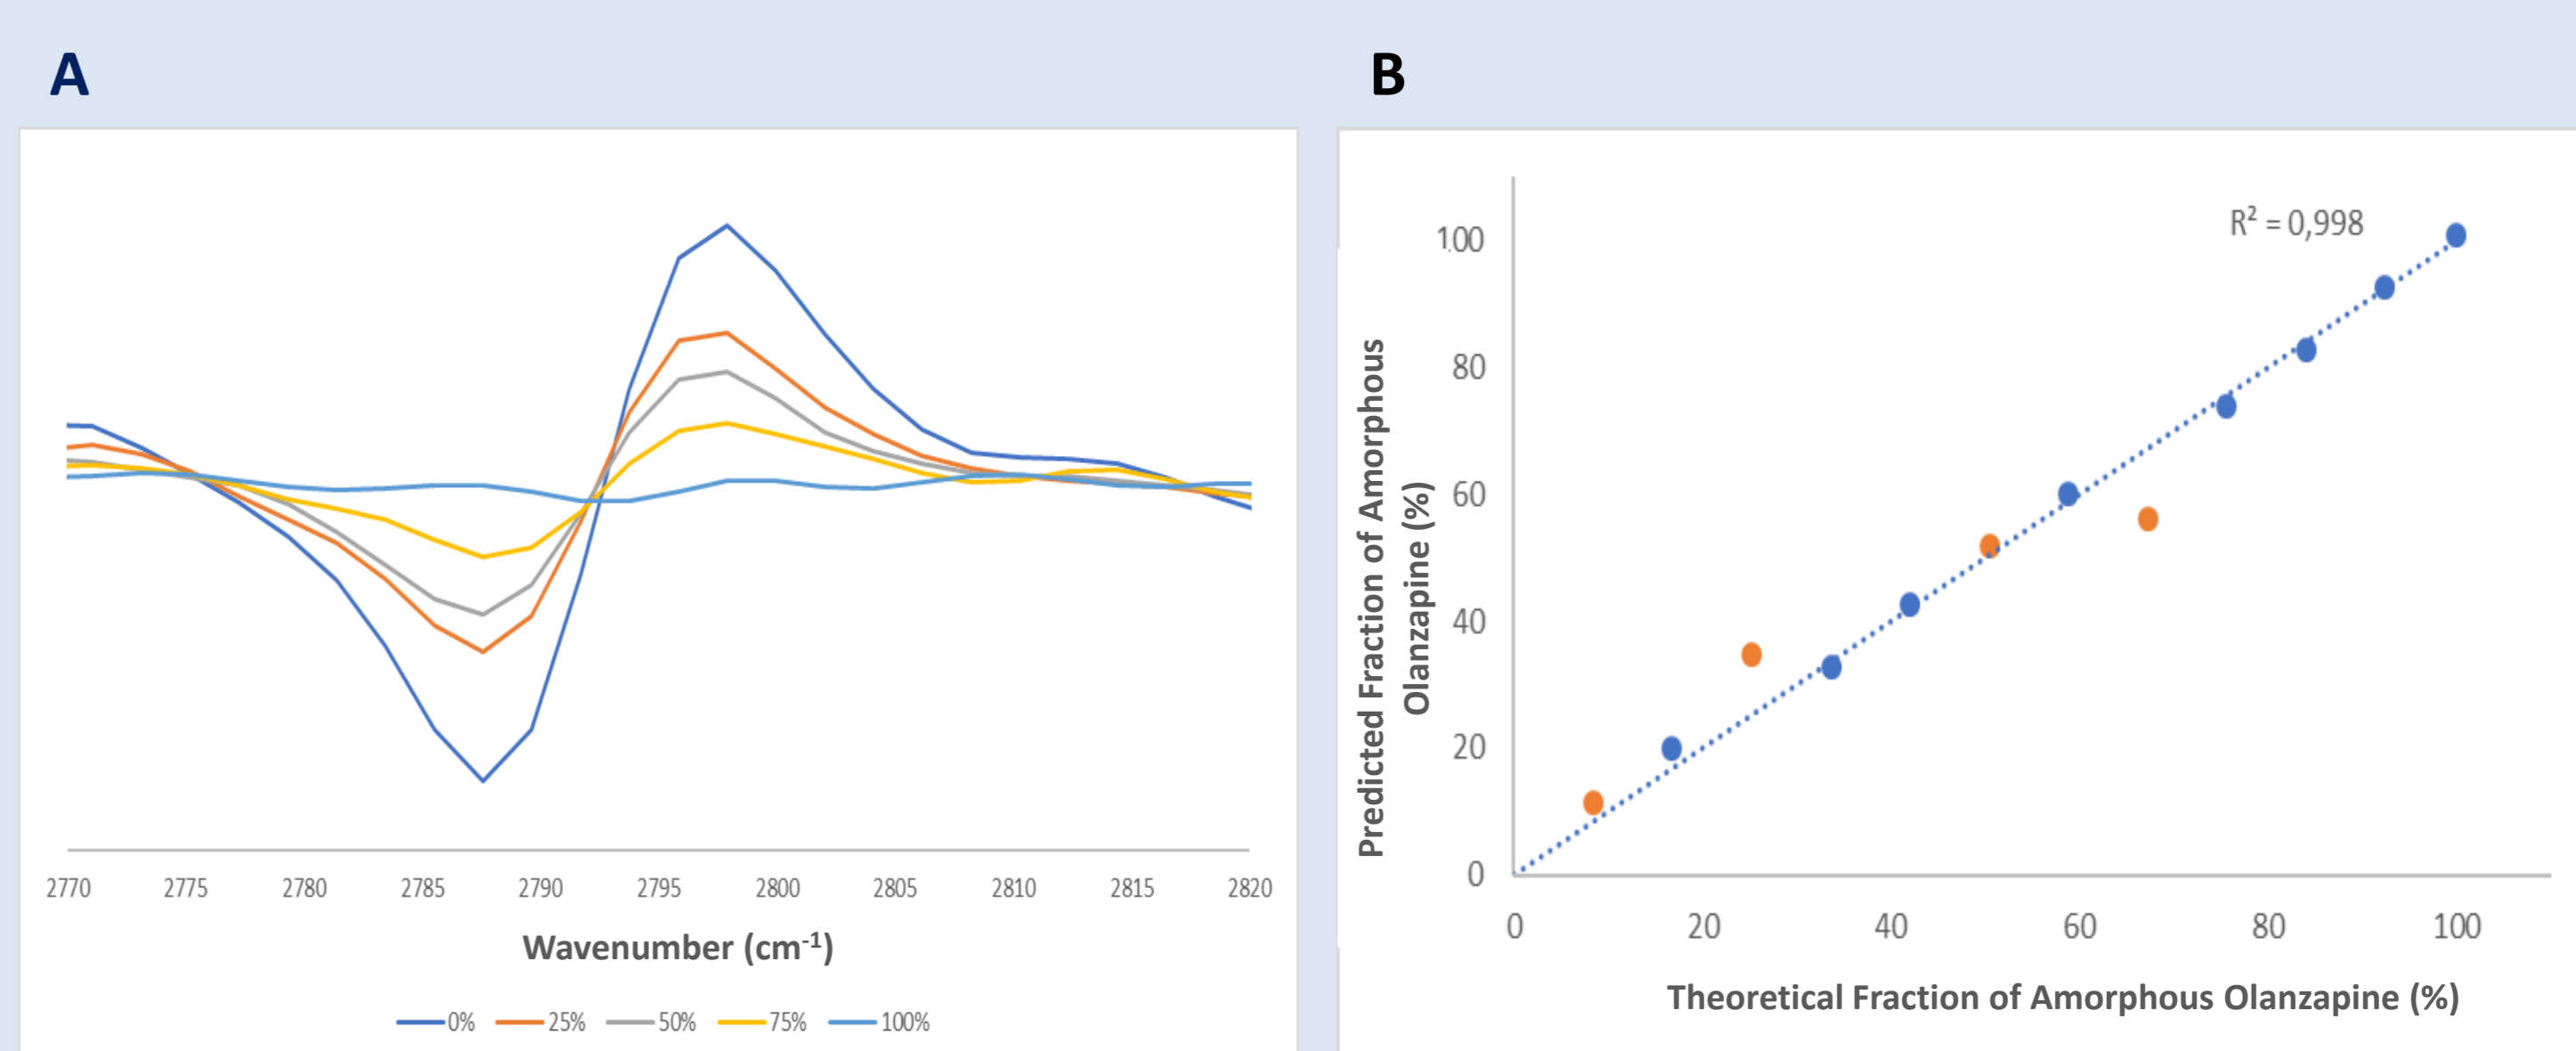 A
2770 2775 2780 2785 2790 2795 2800 2805 2810 2815 2820
Wavenumber (cm⁻¹)
0% 25% 50% 75% 100%
B
R² = 0,998
100
80
60
40
20
0
Predicted Fraction of Amorphous
Olanzapine (%)
0 20 40 60 80 100
Theoretical Fraction of Amorphous Olanzapine (%)